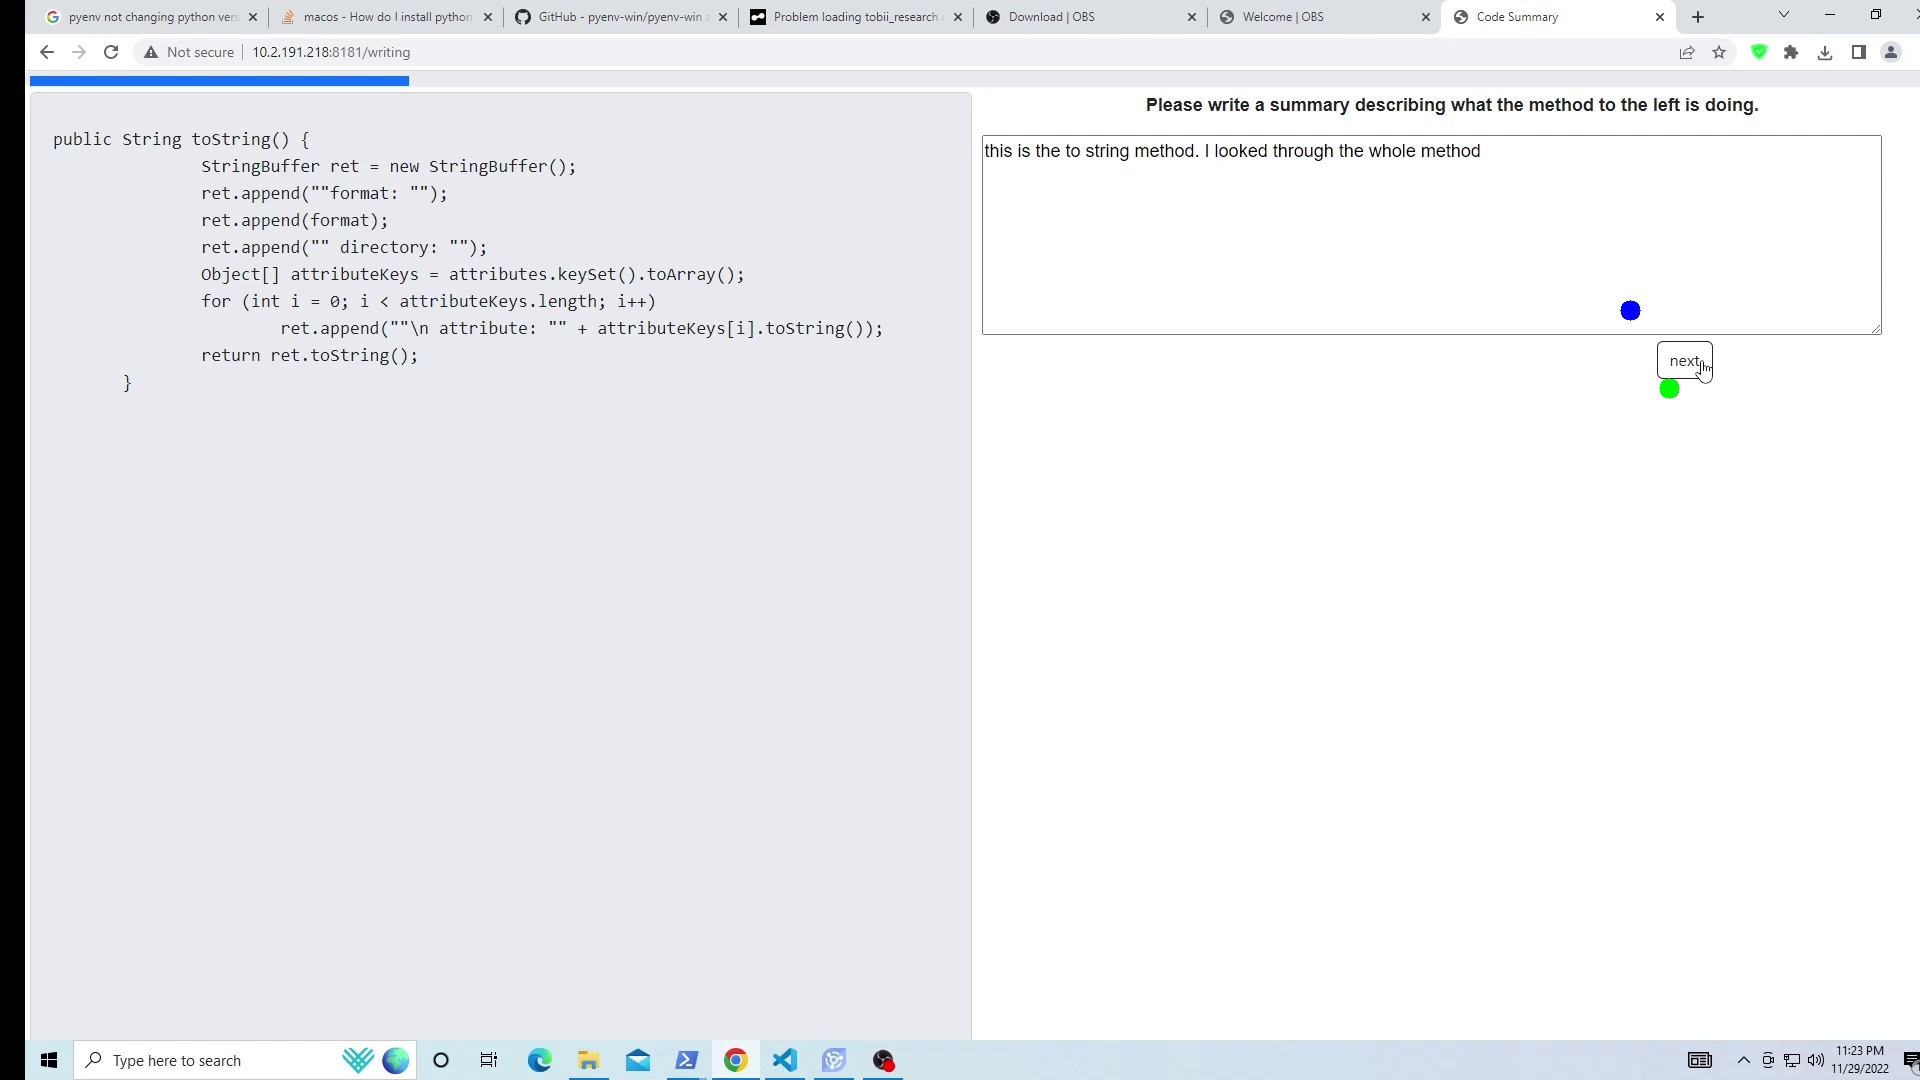 pyenv not changing python vers
macos - How do I install python
GitHub - pyenv-win/pyenv-win a
Problem loading tobii_research
Download | OBS
Welcome | OBS
Code Summary
Not secure
10.2.191.218:8181/writing
Please write a summary describing what the method to the left is doing.
public String toString() {
StringBuffer ret = new StringBuffer();
ret.append(""format: "");
ret.append(format);
ret.append("" directory: "");
Object[] attributeKeys = attributes.keySet().toArray();
for (int i = 0; i < attributeKeys.length; i++)
ret.append(""\n attribute: "" + attributeKeys[i].toString());
return ret.toString();
}
this is the to string method. I looked through the whole method
next
Type here to search
11:23 PM
11/29/2022